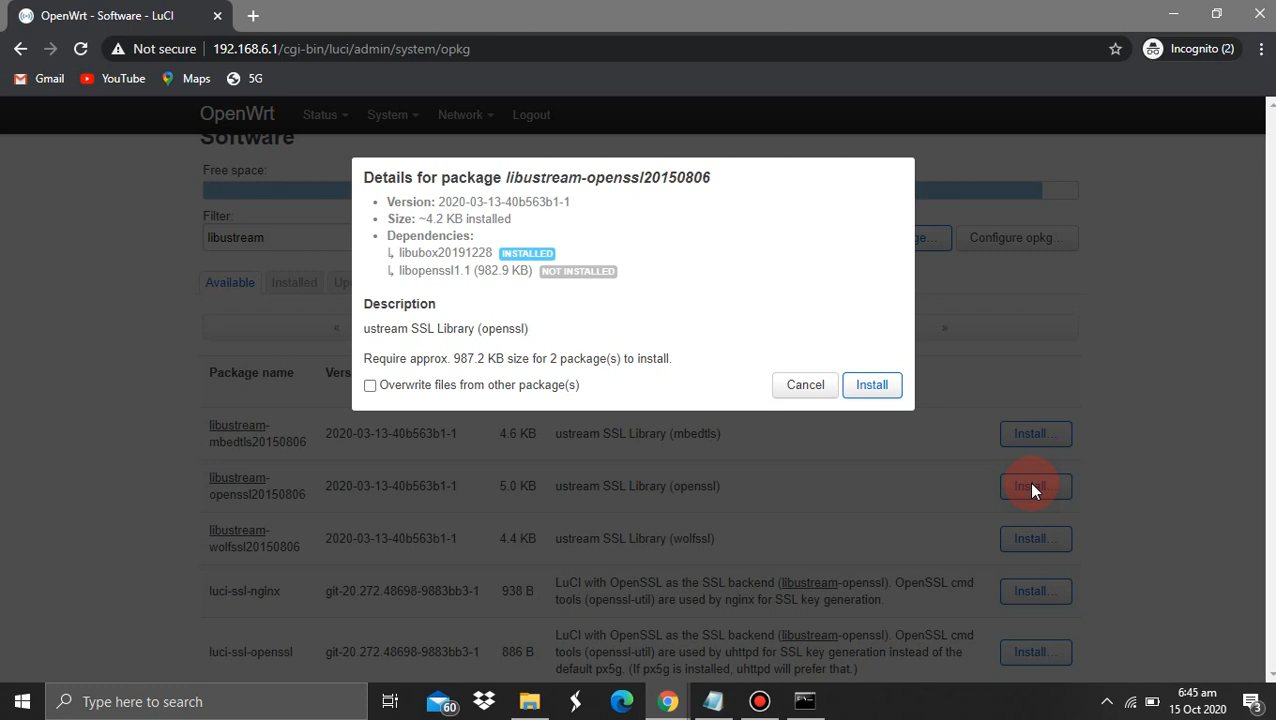 OpenWrt - Software - LuCI
Not secure 192.168.6.1/cgi-bin/luci/admin/system/opkg
Incognito (2)
Gmail YouTube Maps 5G
OpenWrt Status System Network Logout
Software
Free space:
Filter:
libustream
Configure opkg…
Available Installed
Details for package libustream-openssl20150806
• Version: 2020-03-13-40b563b1-1
• Size: ~4.2 KB installed
• Dependencies:
↳ libubox20191228 INSTALLED
↳ libopenssl1.1 (982.9 KB) NOT INSTALLED
Description
ustream SSL Library (openssl)
Require approx. 987.2 KB size for 2 package(s) to install.
Overwrite files from other package(s)
Cancel Install
« »
Package name
libustream-
mbedtls20150806 2020-03-13-40b563b1-1 4.6 KB ustream SSL Library (mbedtls) Install…
libustream-
openssl20150806 2020-03-13-40b563b1-1 5.0 KB ustream SSL Library (openssl) Install…
libustream-
wolfssl20150806 2020-03-13-40b563b1-1 4.4 KB ustream SSL Library (wolfssl) Install…
luci-ssl-nginx git-20.272.48698-9883bb3-1 938 B LuCI with OpenSSL as the SSL backend (libustream-openssl). OpenSSL cmd
tools (openssl-util) are used by nginx for SSL key generation. Install…
luci-ssl-openssl git-20.272.48698-9883bb3-1 886 B LuCI with OpenSSL as the SSL backend (libustream-openssl). OpenSSL cmd
tools (openssl-util) are used by uhttpd for SSL key generation instead of the
default px5g. (If px5g is installed, uhttpd will prefer that.) Install…
Type here to search
60
6:45 am
15 Oct 2020
3